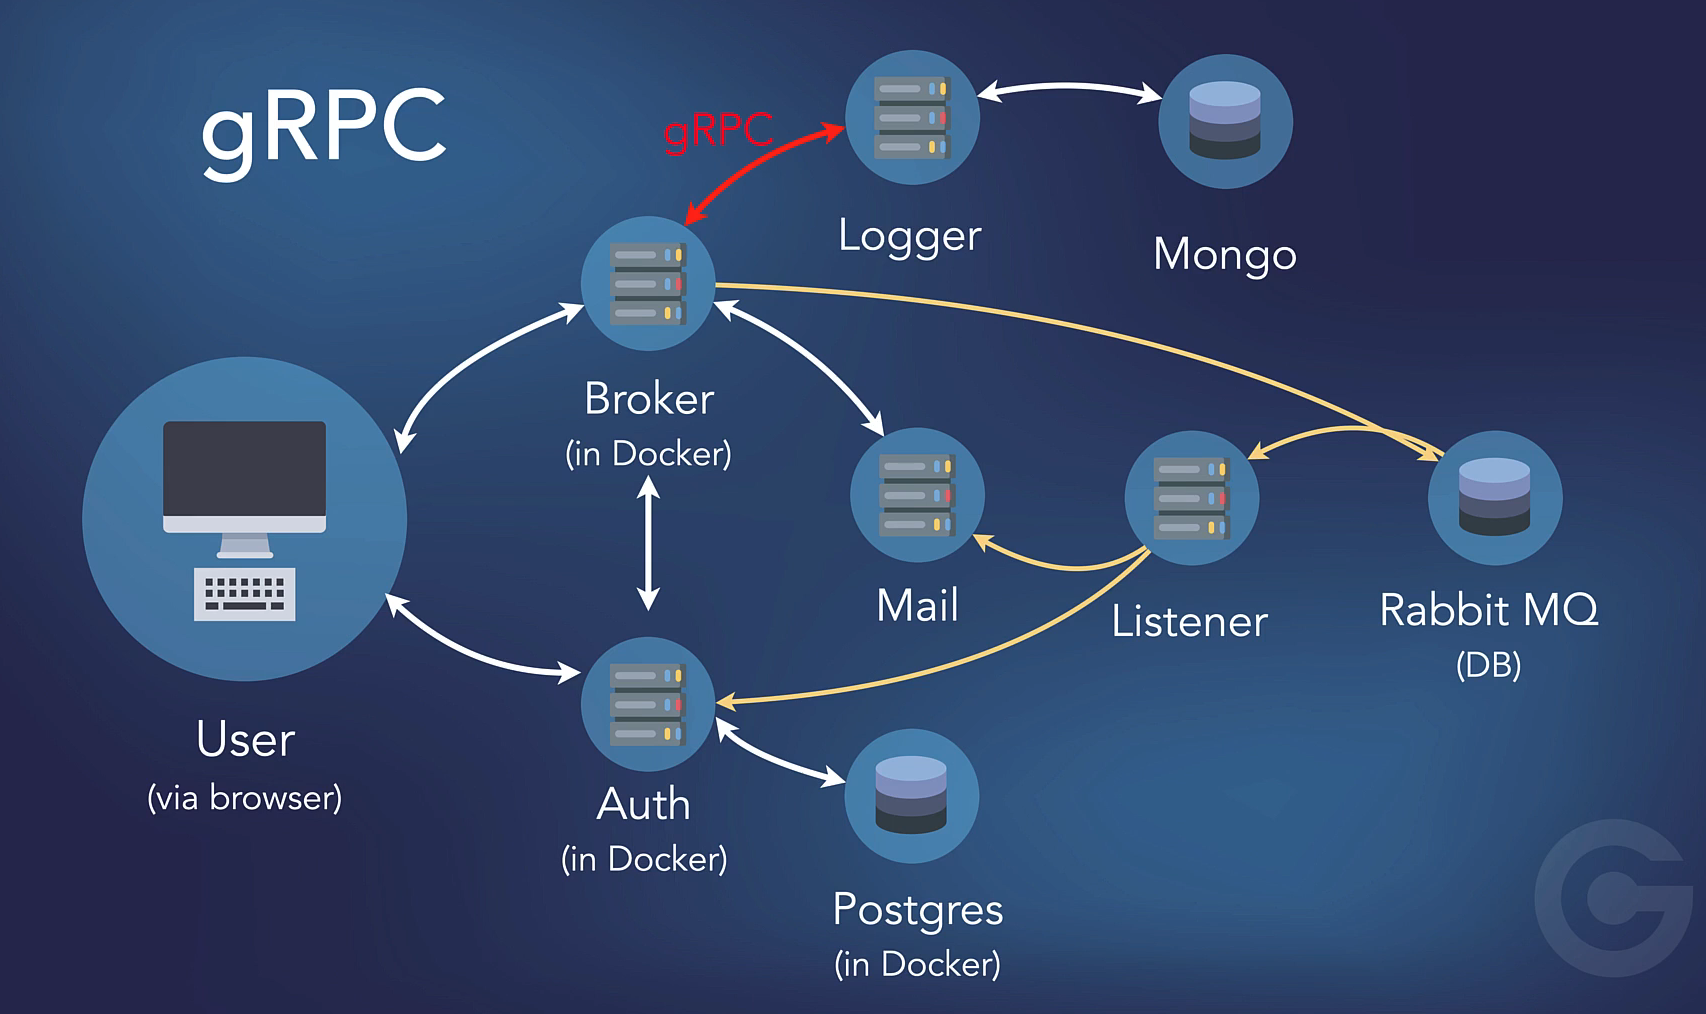 gRPC
gRPC
Logger
Mongo
Broker
(in Docker)
Mail
Listener
Rabbit MQ
(DB)
User
(via browser)
Auth
(in Docker)
Postgres
(in Docker)